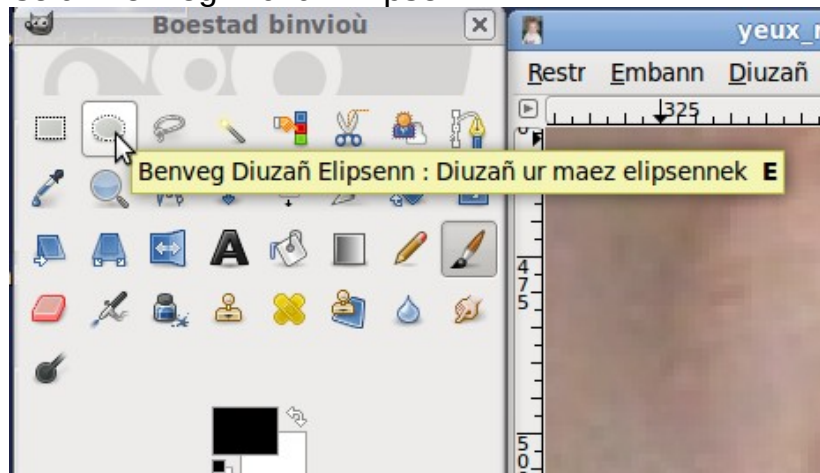 Boestad binvioù
yeux_
Restr Embann Diuzañ
325
Benveg Diuzañ Elipsenn : Diuzañ ur maez elipsennek E
4
7
5
5
0